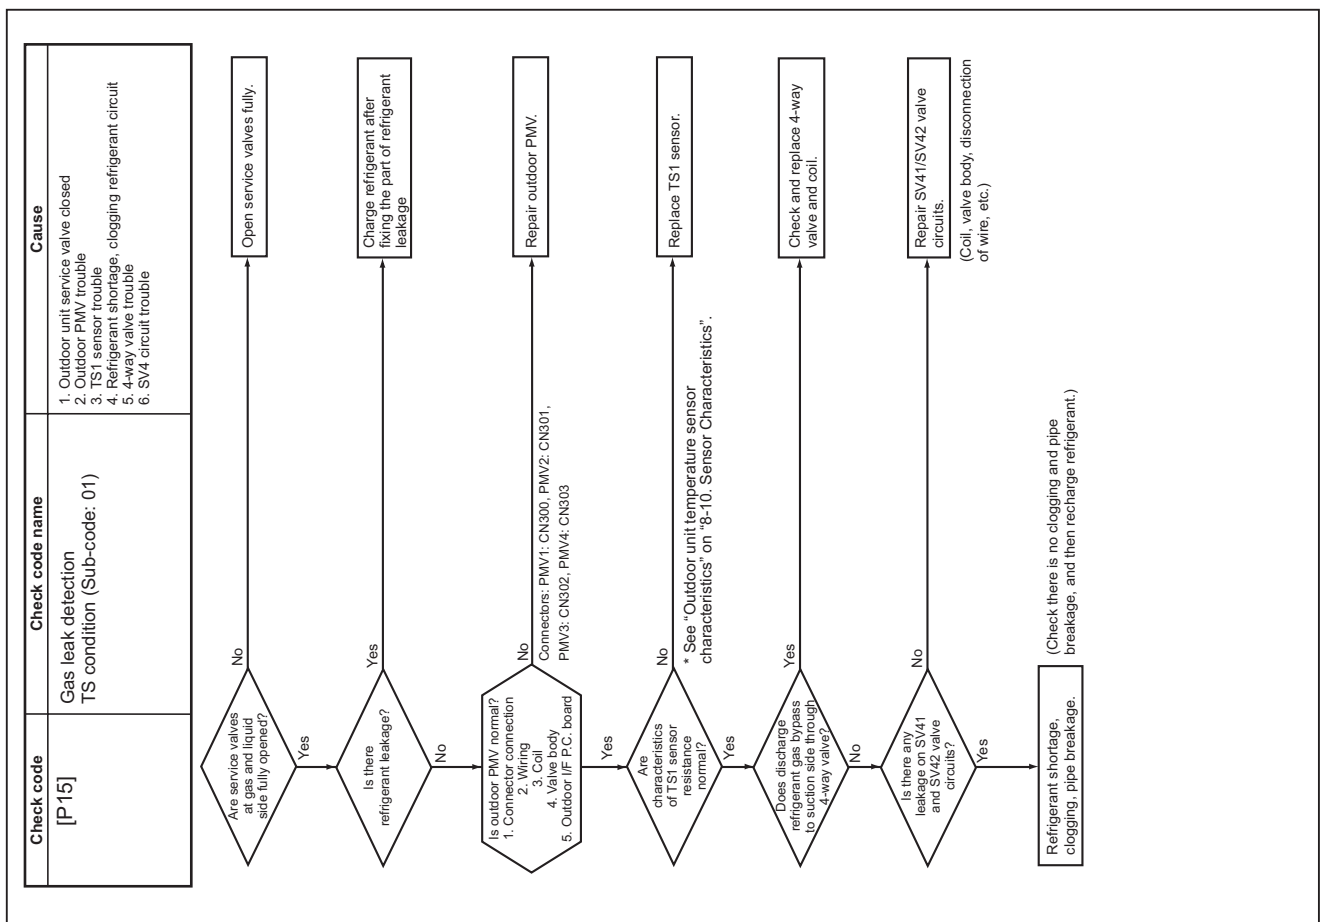 Check code
Check code name
Cause
[P15]
Gas leak detection
TS condition (Sub-code: 01)
1. Outdoor unit service valve closed
2. Outdoor PMV trouble
3. TS1 sensor trouble
4. Refrigerant shortage, clogging refrigerant circuit
5. 4-way valve trouble
6. SV4 circuit trouble
Are service valves
at gas and liquid
side fully opened?
No
Open service valves fully.
Yes
Is there
refrigerant leakage?
Yes
Charge refrigerant after
fixing the part of refrigerant
leakage
No
Is outdoor PMV normal?
1. Connector connection
2. Wiring
3. Coil
4. Valve body
5. Outdoor I/F P.C. board
No
Repair outdoor PMV.
Connectors: PMV1: CN300, PMV2: CN301,
PMV3: CN302, PMV4: CN303
Yes
Are
characteristics
of TS1 sensor
resistance
normal?
No
Replace TS1 sensor.
* See “Outdoor unit temperature sensor
characteristics” on “8-10. Sensor Characteristics”.
Yes
Does discharge
refrigerant gas bypass
to suction side through
4-way valve?
Yes
Check and replace 4-way
valve and coil.
No
Is there any
leakage on SV41
and SV42 valve
circuits?
No
Repair SV41/SV42 valve
circuits.
(Coil, valve body, disconnection
of wire, etc.)
Yes
Refrigerant shortage,
clogging, pipe breakage.
(Check there is no clogging and pipe
breakage, and then recharge refrigerant.)